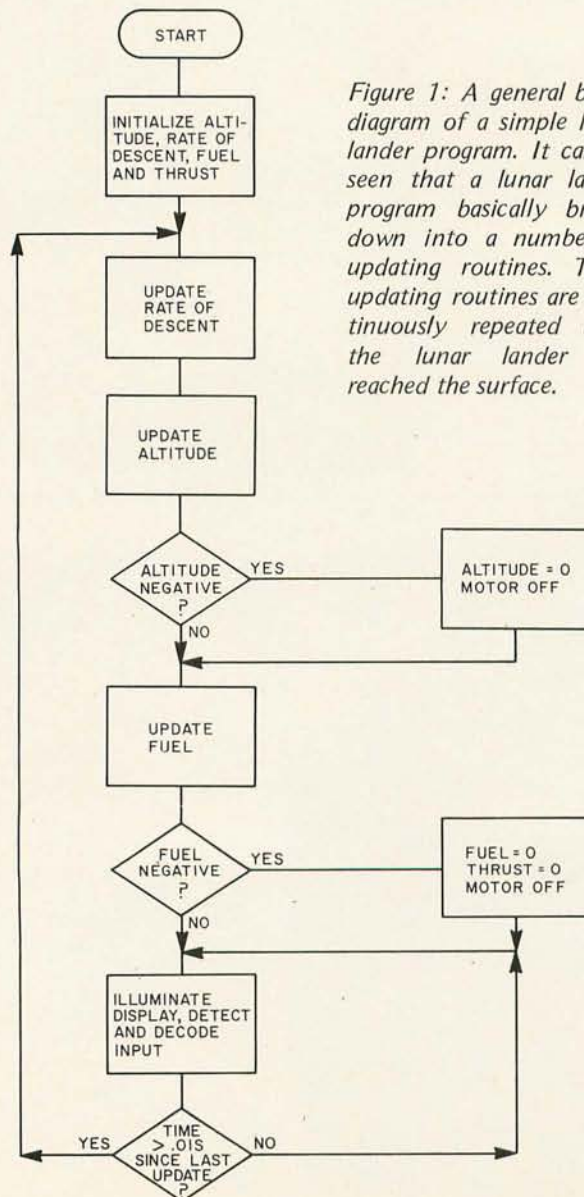 START
INITIALIZE ALTI-
TUDE, RATE OF
DESCENT, FUEL
AND THRUST
Figure 1: A general
diagram of a simple
lander program. It
seen that a lunar
program basically
down into a
updating routines.
updating routines are
tinuously repeated
the lunar lander
reached the surface.
UPDATE
RATE OF
DESCENT
UPDATE
ALTITUDE
ALTITUDE
NEGATIVE
?
YES
NO
ALTITUDE = 0
MOTOR OFF
UPDATE
FUEL
FUEL
NEGATIVE
?
YES
NO
FUEL = 0
THRUST = 0
MOTOR OFF
ILLUMINATE
DISPLAY, DETECT
AND DECODE
INPUT
TIME
> .01S
SINCE LAST
UPDATE
?
YES
NO